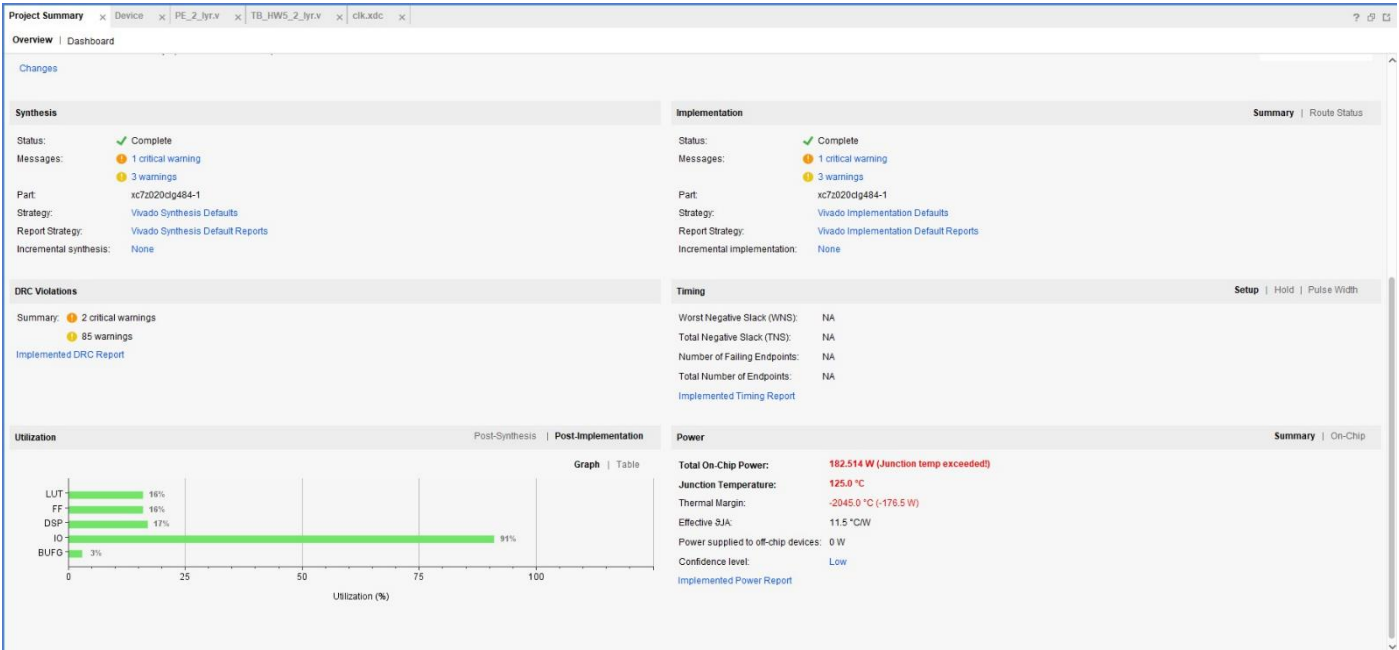 Project Summary × Device × PE_2_lyr.v × TB_HW5_2_lyr.v × clk.xdc × ?
Overview | Dashboard
Changes
Synthesis
Status: Complete
Messages: 1 critical warning
3 warnings
Part: xc7z020clg484-1
Strategy: Vivado Synthesis Defaults
Report Strategy: Vivado Synthesis Default Reports
Incremental synthesis: None
Implementation Summary | Route Status
Status: Complete
Messages: 1 critical warning
3 warnings
Part: xc7z020clg484-1
Strategy: Vivado Implementation Defaults
Report Strategy: Vivado Implementation Default Reports
Incremental implementation: None
DRC Violations
Summary: 2 critical warnings
85 warnings
Implemented DRC Report
Timing Setup | Hold | Pulse Width
Worst Negative Slack (WNS): NA
Total Negative Slack (TNS): NA
Number of Failing Endpoints: NA
Total Number of Endpoints: NA
Implemented Timing Report
Utilization Post-Synthesis | Post-Implementation
Graph | Table
LUT 16%
FF 16%
DSP 17%
IO 91%
BUFG 3%
0 25 50 75 100
Utilization (%)
Power Summary | On-Chip
Total On-Chip Power: 182.514 W (Junction temp exceeded!)
Junction Temperature: 125.0 °C
Thermal Margin: -2045.0 °C (-176.5 W)
Effective ϑJA: 11.5 °C/W
Power supplied to off-chip devices: 0 W
Confidence level: Low
Implemented Power Report